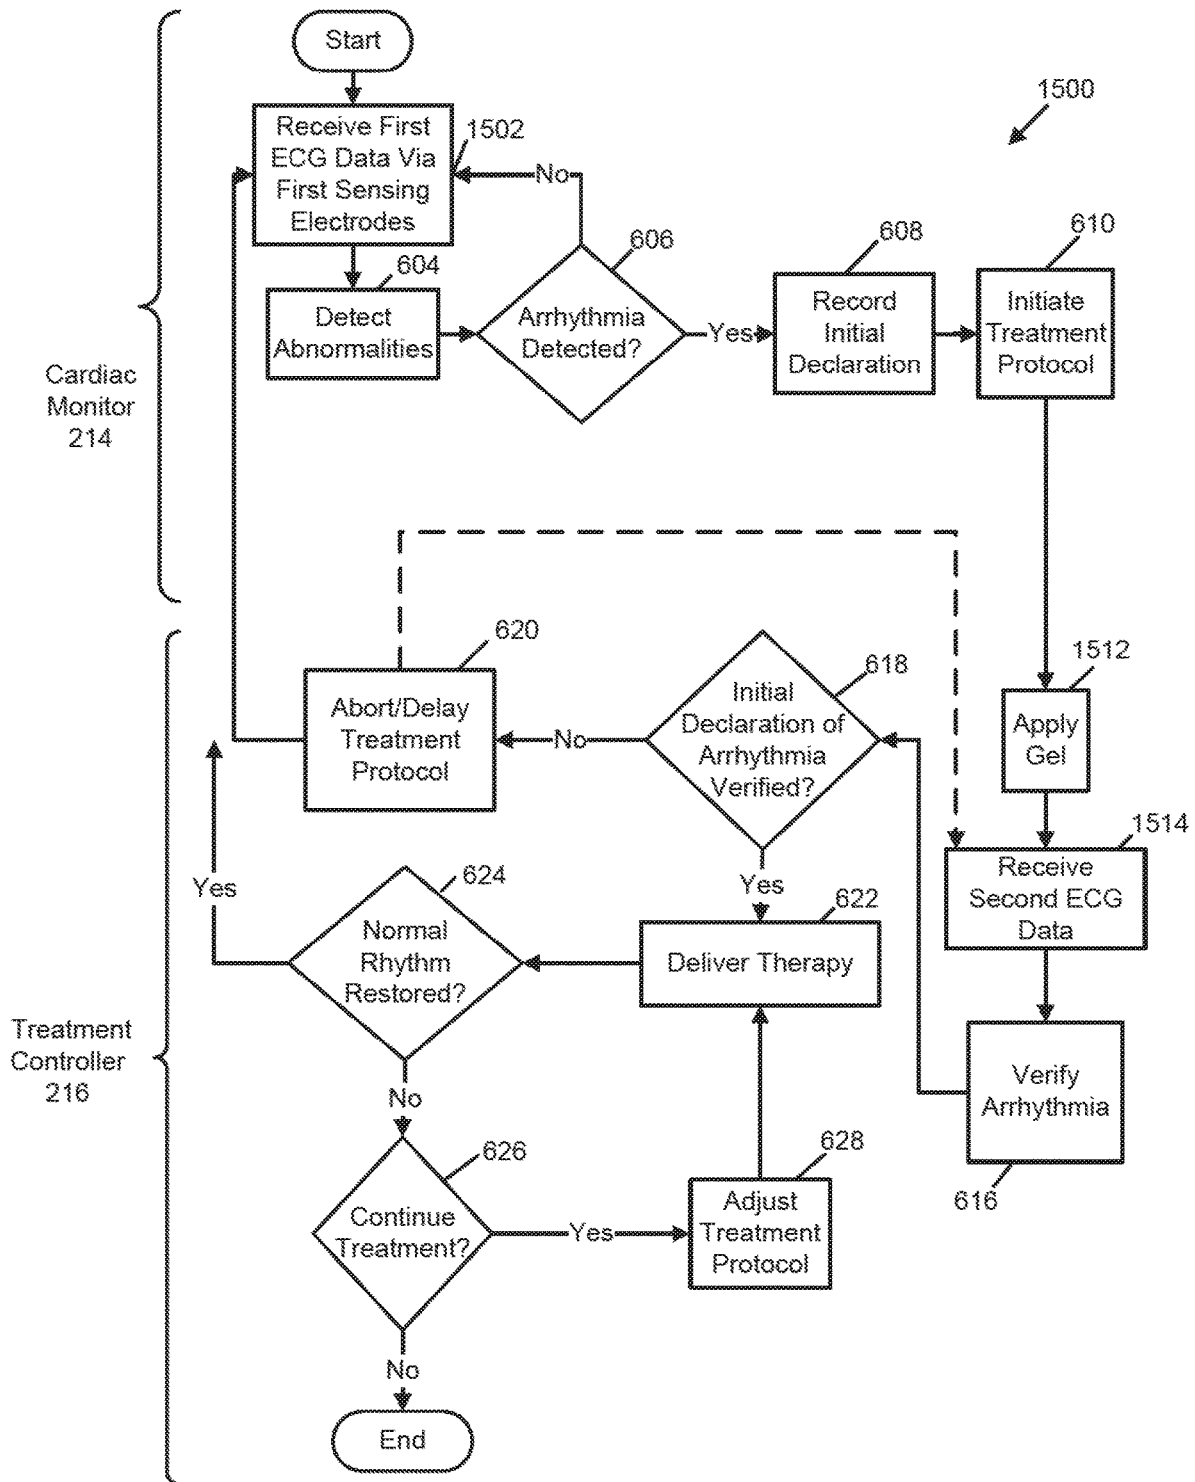 Start
1500
Receive First
ECG Data Via
First Sensing
Electrodes
1502
No
604
Detect
Abnormalities
606
Arrhythmia
Detected?
Yes
608
Record
Initial
Declaration
610
Initiate
Treatment
Protocol
Cardiac
Monitor
214
620
Abort/Delay
Treatment
Protocol
No
618
Initial
Declaration of
Arrhythmia
Verified?
1512
Apply
Gel
1514
Receive
Second ECG
Data
Yes
Yes
624
Normal
Rhythm
Restored?
622
Deliver Therapy
Verify
Arrhythmia
616
Treatment
Controller
216
No
626
Continue
Treatment?
Yes
628
Adjust
Treatment
Protocol
No
End